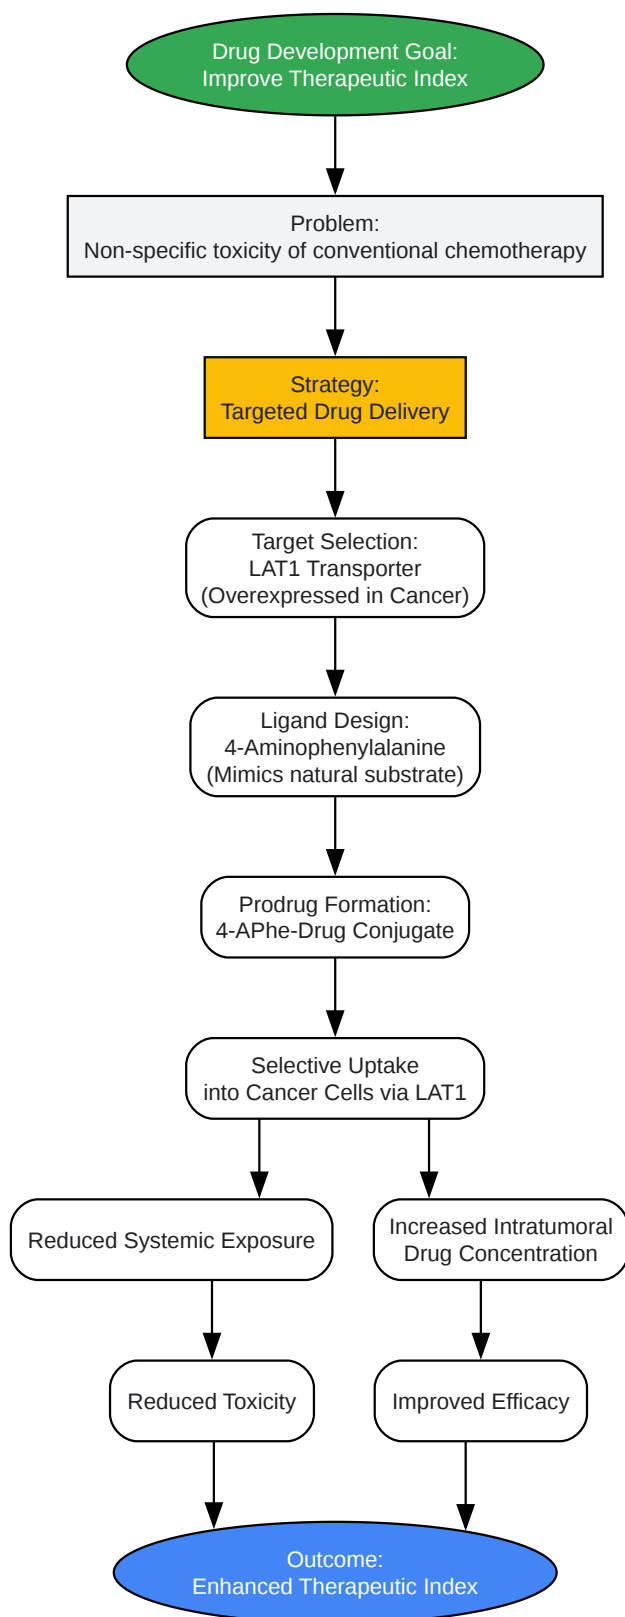 Drug Development Goal:
Improve Therapeutic Index
Problem:
Non-specific toxicity of conventional chemotherapy
Strategy:
Targeted Drug Delivery
Target Selection:
LAT1 Transporter
(Overexpressed in Cancer)
Ligand Design:
4-Aminophenylalanine
(Mimics natural substrate)
Prodrug Formation:
4-APhe-Drug Conjugate
Selective Uptake
into Cancer Cells via LAT1
Reduced Systemic Exposure
Increased Intratumoral
Drug Concentration
Reduced Toxicity
Improved Efficacy
Outcome:
Enhanced Therapeutic Index